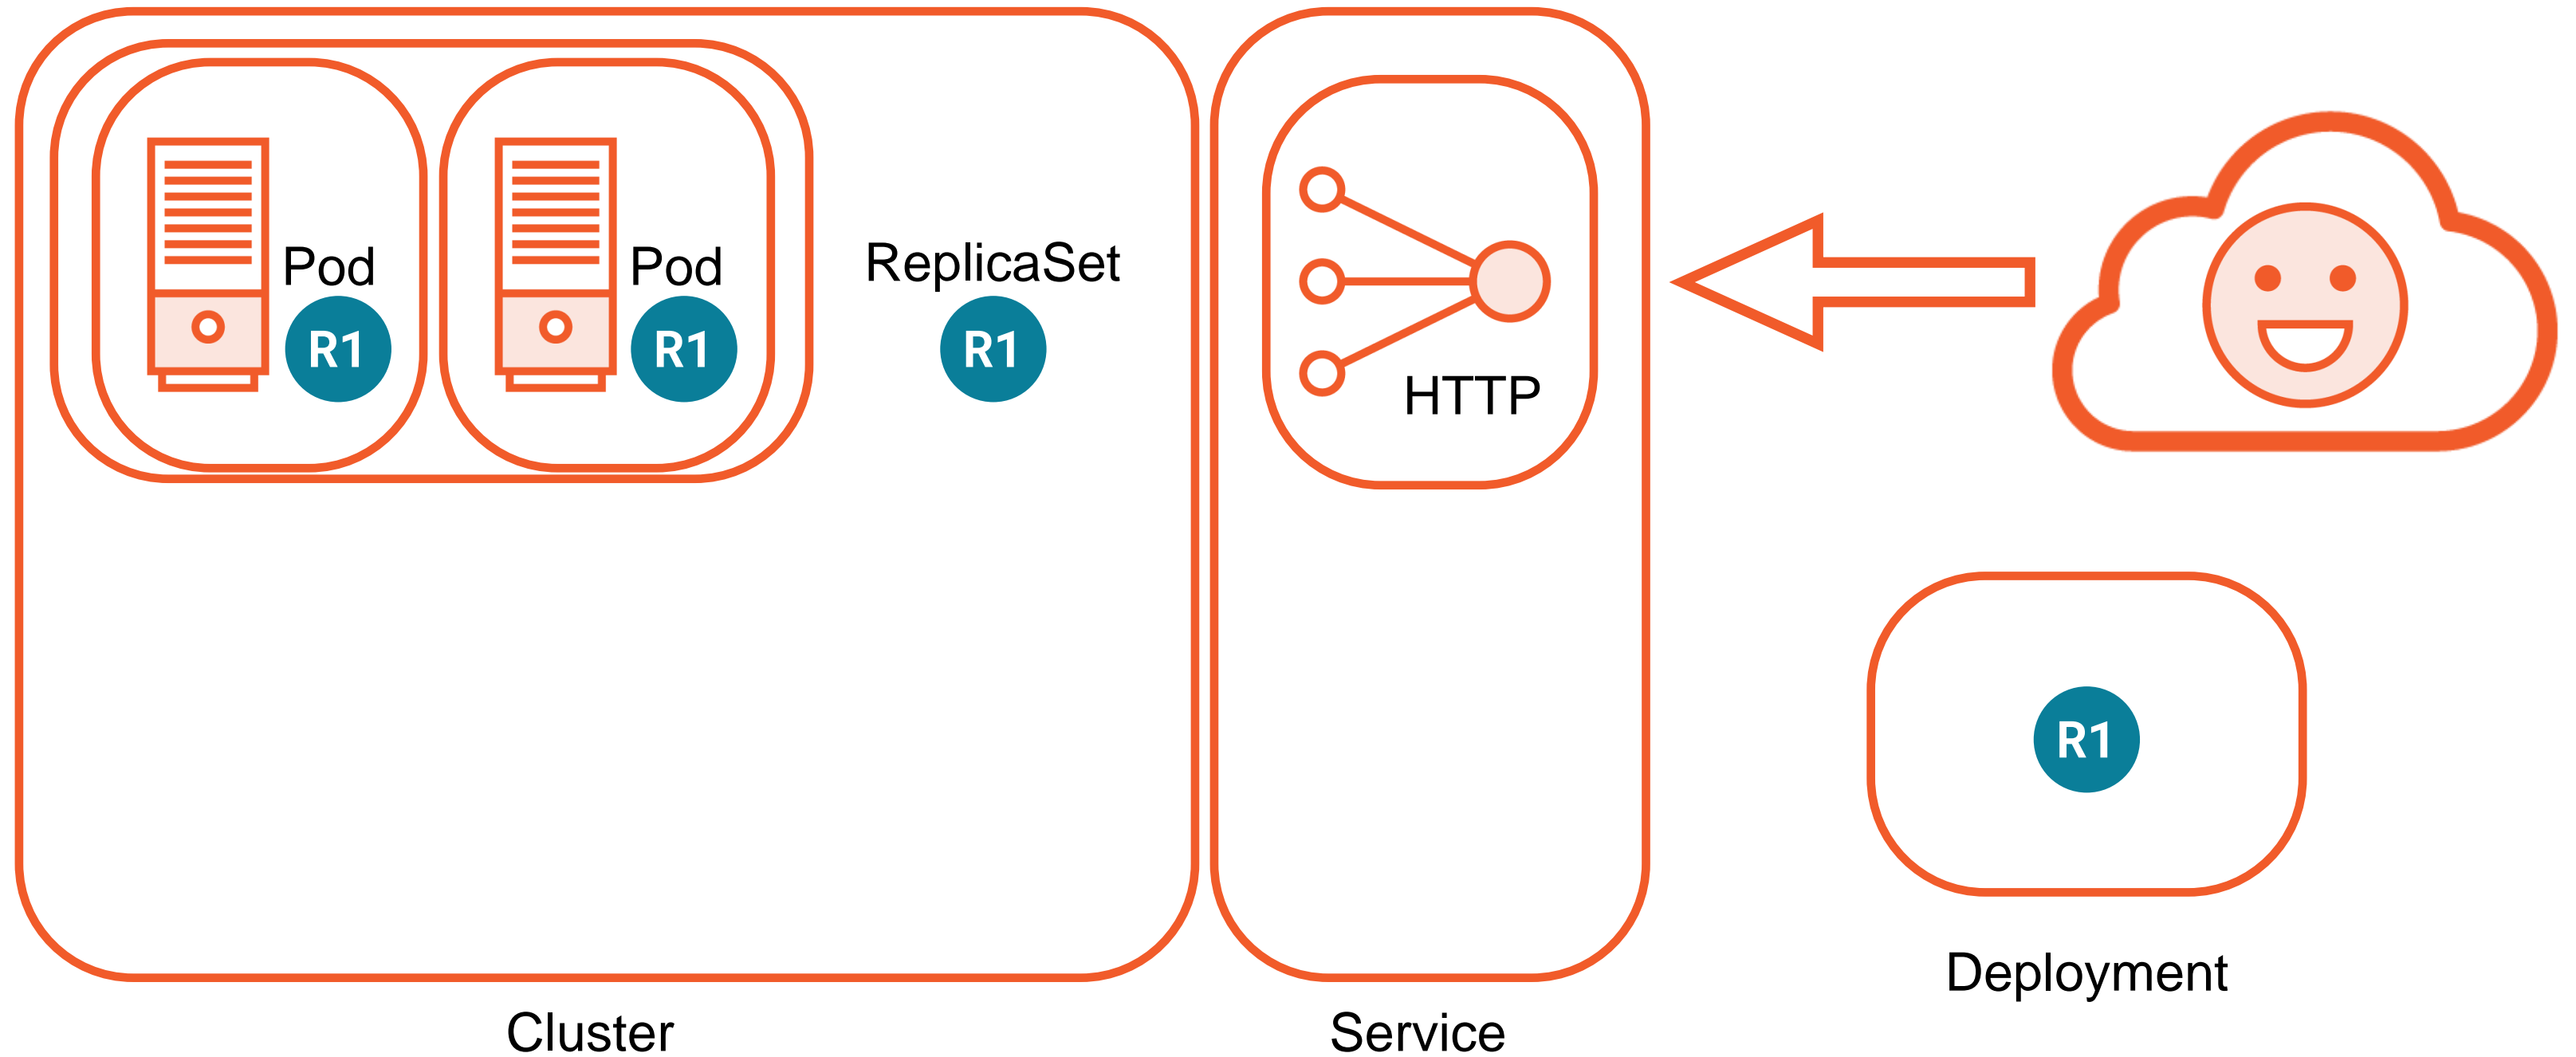 Pod
R1
Pod
R1
ReplicaSet
R1
HTTP
R1
Deployment
Cluster
Service